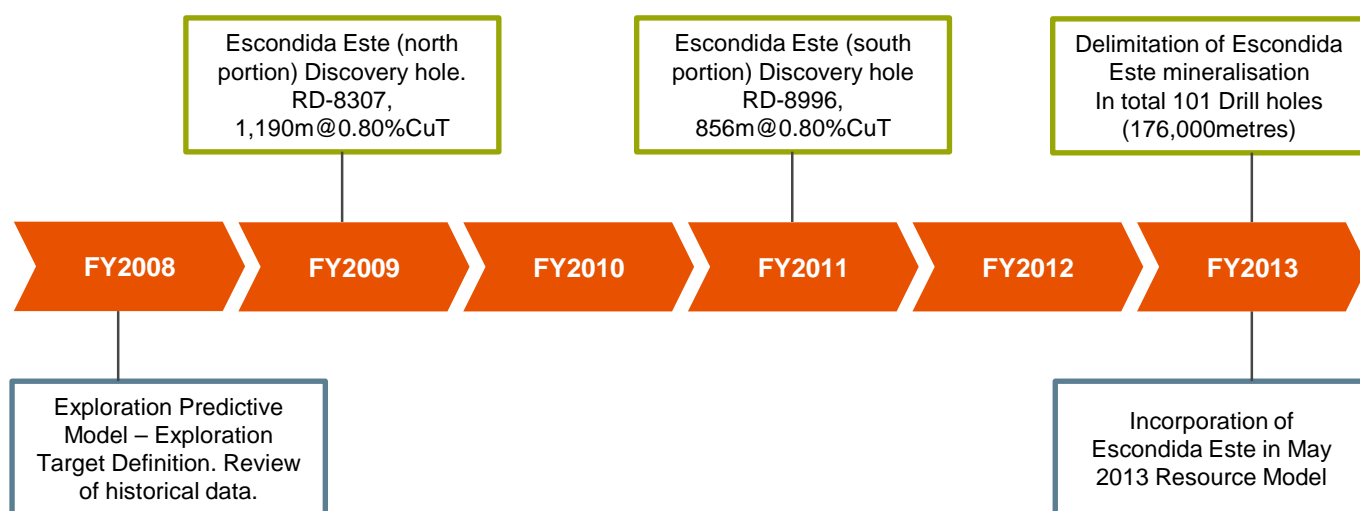 Escondida Este (north
portion) Discovery hole.
RD-8307,
1,190m@0.80%CuT
Escondida Este (south
portion) Discovery hole
RD-8996,
856m@0.80%CuT
Delimitation of Escondida
Este mineralisation
In total 101 Drill holes
(176,000metres)
FY2008
FY2009
FY2010
FY2011
FY2012
FY2013
Exploration Predictive
Model – Exploration
Target Definition. Review
of historical data.
Incorporation of
Escondida Este in May
2013 Resource Model